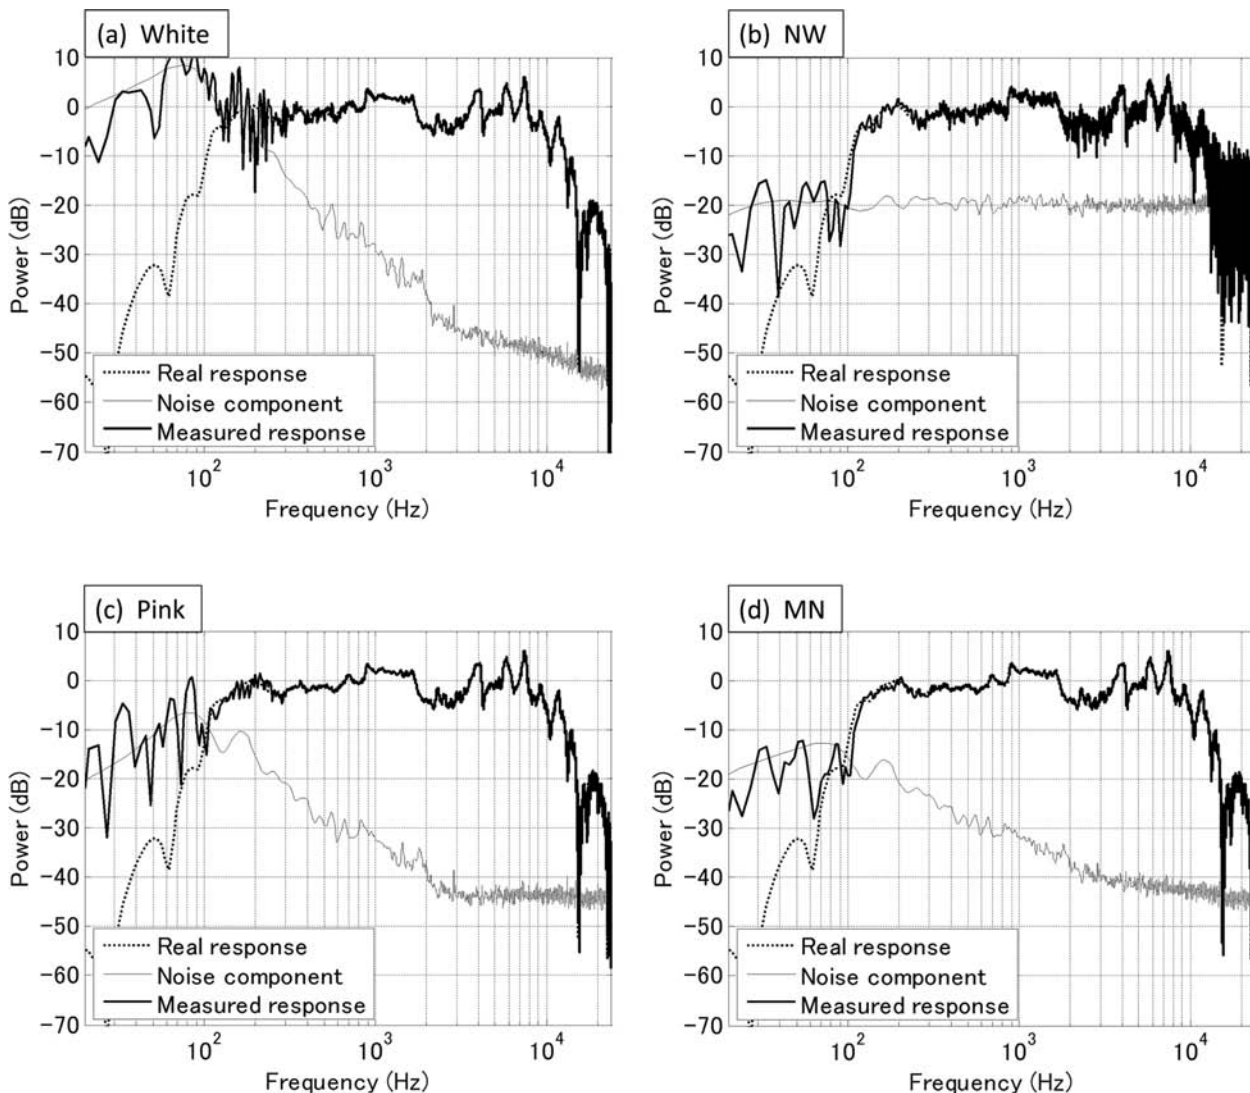 (a) White
10
0
−10
−20
−30
−40
−50
−60
−70
Power (dB)
Real response
Noise component
Measured response
10^2
10^3
10^4
Frequency (Hz)
(b) NW
10
0
−10
−20
−30
−40
−50
−60
−70
Power (dB)
Real response
Noise component
Measured response
10^2
10^3
10^4
Frequency (Hz)
(c) Pink
10
0
−10
−20
−30
−40
−50
−60
−70
Power (dB)
Real response
Noise component
Measured response
10^2
10^3
10^4
Frequency (Hz)
(d) MN
10
0
−10
−20
−30
−40
−50
−60
−70
Power (dB)
Real response
Noise component
Measured response
10^2
10^3
10^4
Frequency (Hz)